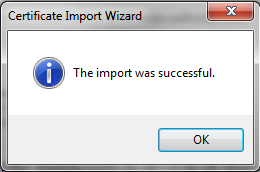 Certificate Import Wizard
The import was successful.
OK